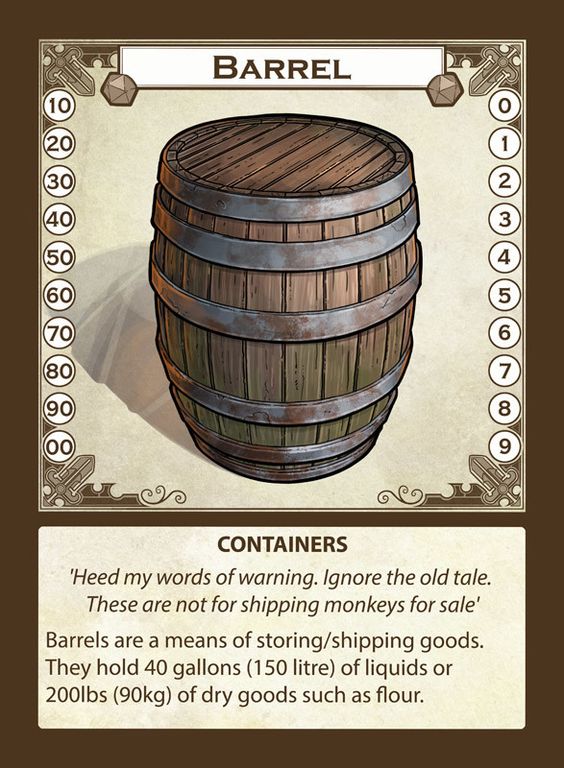 BARREL
10
20
30
40
50
60
70
80
90
00
0
1
2
3
4
5
6
7
8
9
CONTAINERS
'Heed my words of warning. Ignore the old tale.
These are not for shipping monkeys for sale'
Barrels are a means of storing/shipping goods.
They hold 40 gallons (150 litre) of liquids or
200lbs (90kg) of dry goods such as flour.